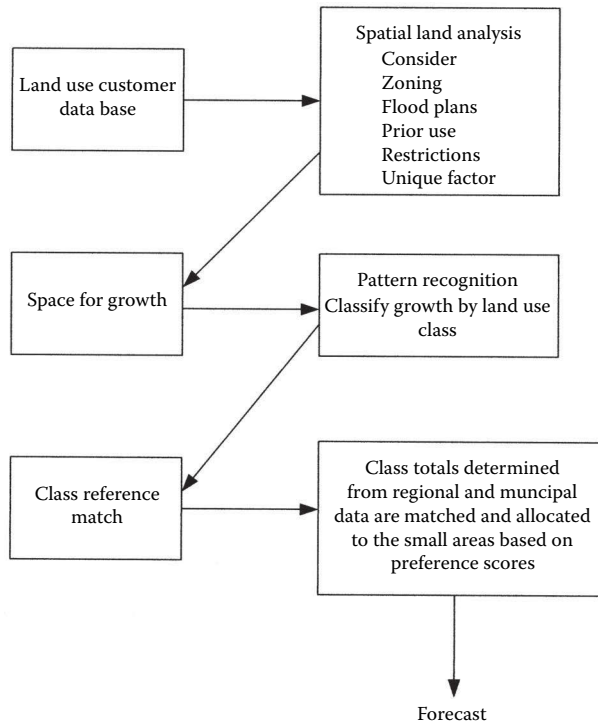 Land use customer
data base
Spatial land analysis
Consider
Zoning
Flood plans
Prior use
Restrictions
Unique factor
Space for growth
Pattern recognition
Classify growth by land use
class
Class reference
match
Class totals determined
from regional and muncipal
data are matched and allocated
to the small areas based on
preference scores
Forecast